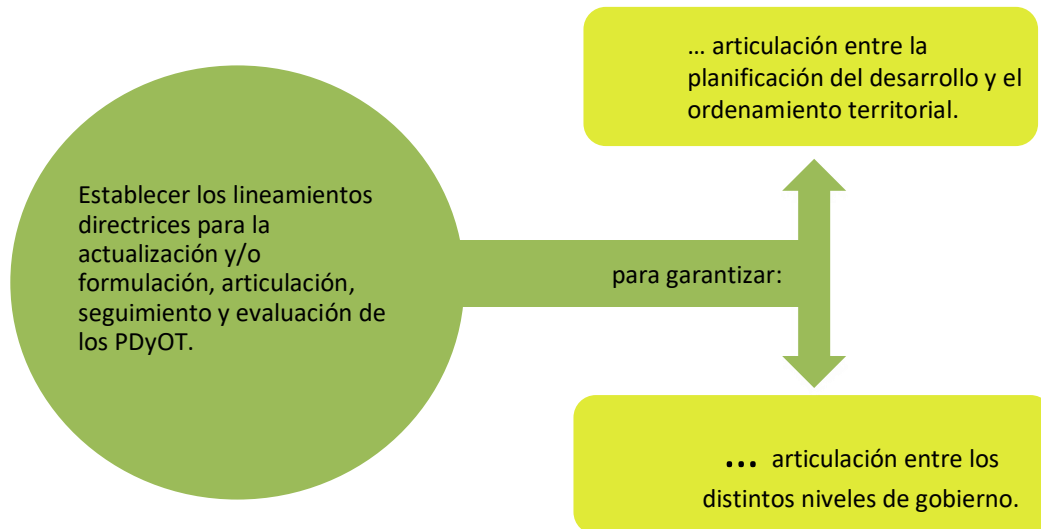 ... articulación entre la
planificación del desarrollo y el
ordenamiento territorial.
Establecer los lineamientos
directrices para la
actualización y/o
formulación, articulación,
seguimiento y evaluación de
los PDyOT.
para garantizar:
... articulación entre los
distintos niveles de gobierno.